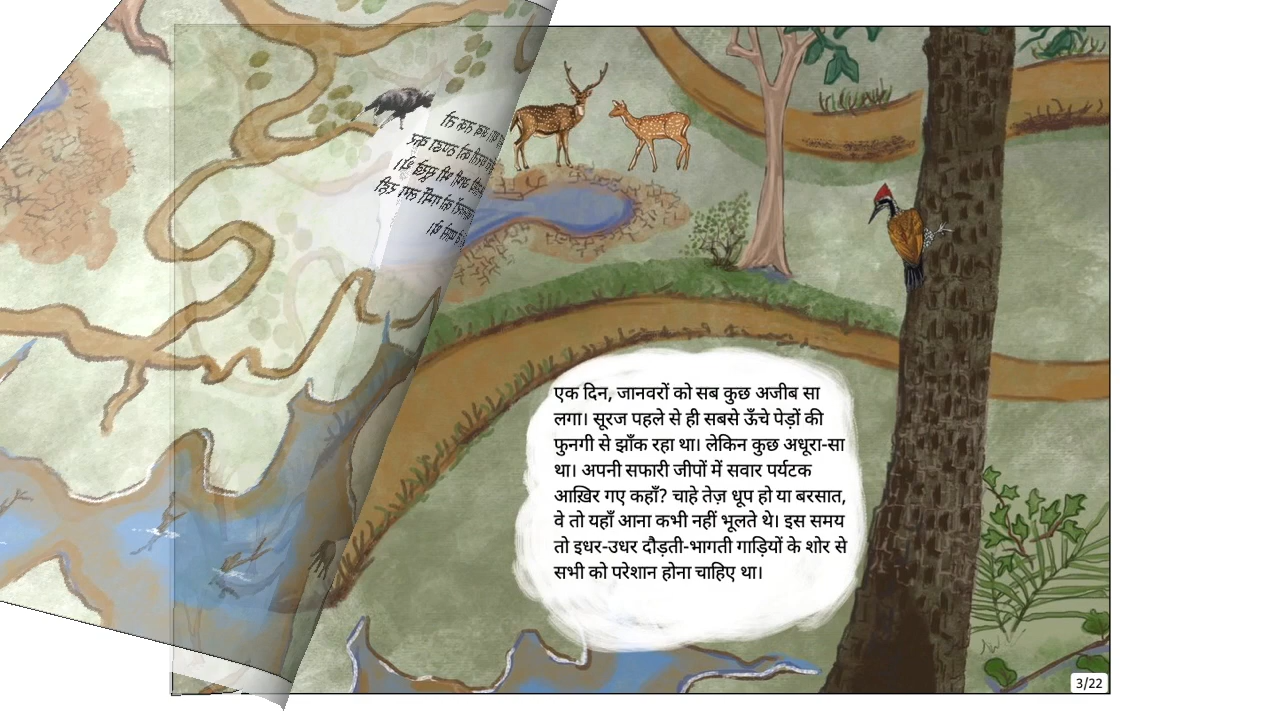 एक दिन, जानवरों को सब कुछ अजीब सा
लगा। सूरज पहले से ही सबसे ऊँचे पेड़ों की
फुनगी से झाँक रहा था। लेकिन कुछ अधूरा-सा
था। अपनी सफारी जीपों में सवार पर्यटक
आख़िर गए कहाँ? चाहे तेज़ धूप हो या बरसात,
वे तो यहाँ आना कभी नहीं भूलते थे। इस समय
तो इधर-उधर दौड़ती-भागती गाड़ियों के शोर से
सभी को परेशान होना चाहिए था।
3/22